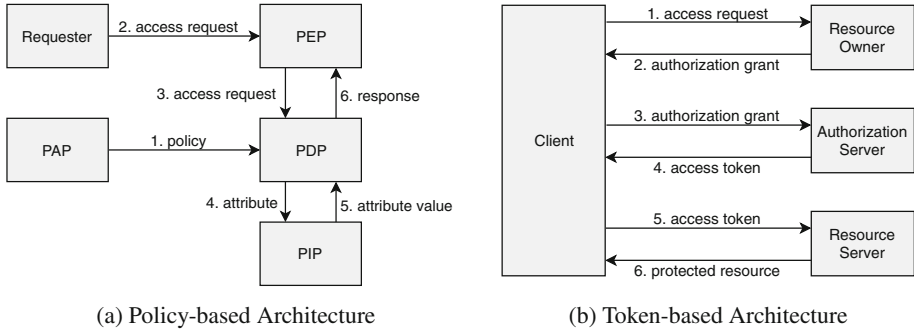 Requester
2. access request
PEP
3. access request
6. response
PAP
1. policy
PDP
4. attribute
5. attribute value
PIP
(a) Policy-based Architecture
Client
1. access request
Resource
Owner
2. authorization grant
3. authorization grant
Authorization
Server
4. access token
5. access token
Resource
Server
6. protected resource
(b) Token-based Architecture